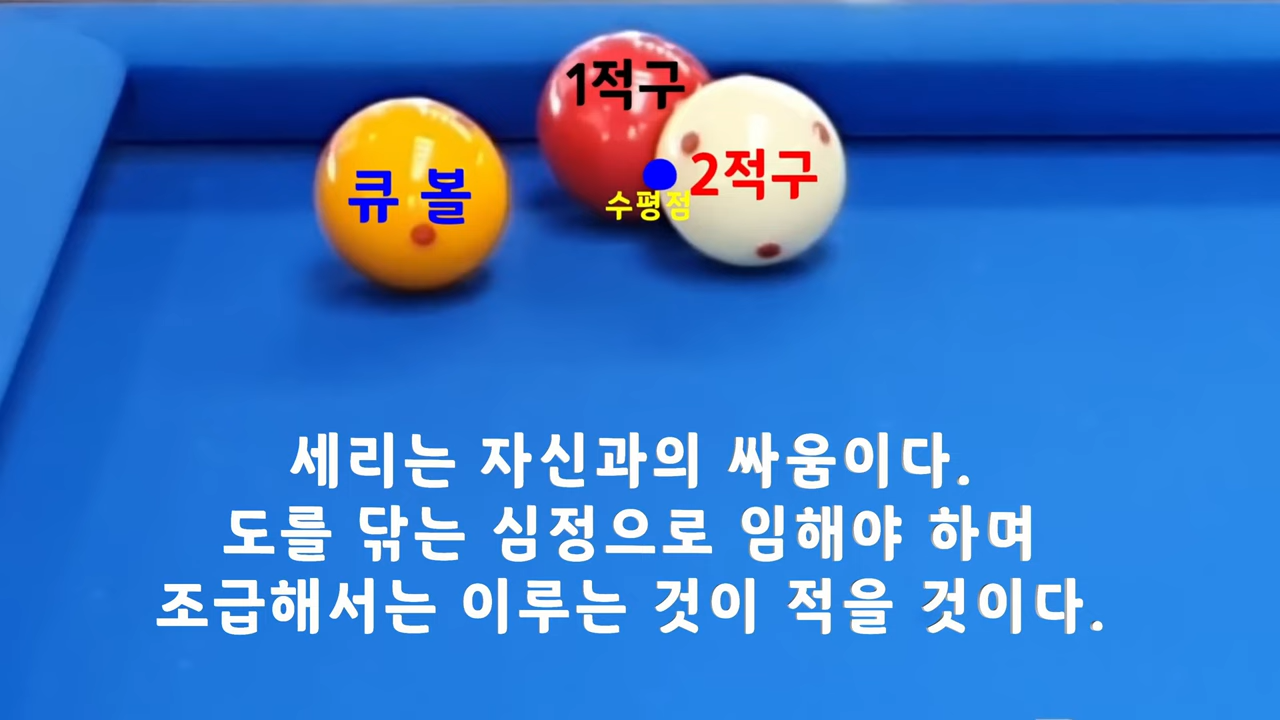 1적구
큐 볼
2적구
수평점
세리는 자신과의 싸움이다.
도를 닦는 심정으로 임해야 하며
조급해서는 이루는 것이 적을 것이다.